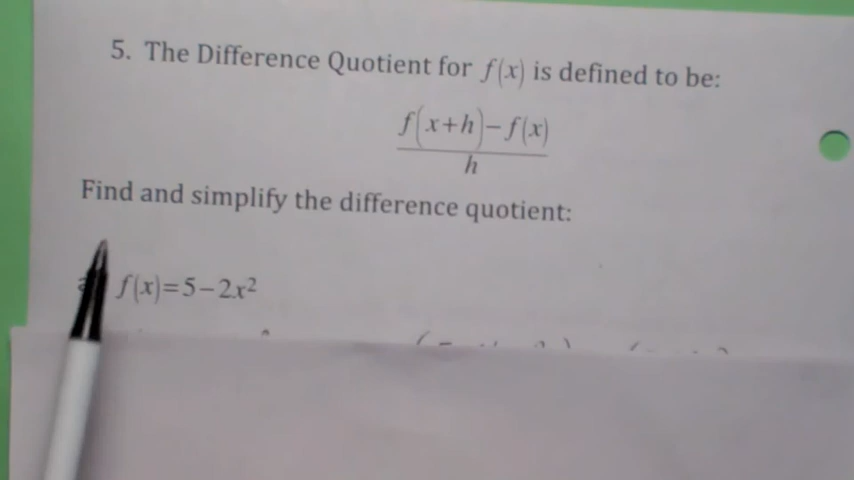 5. The Difference Quotient for f(x) is defined to be:
f(x+h)-f(x)
h
Find and simplify the difference quotient:
f(x)=5-2x²